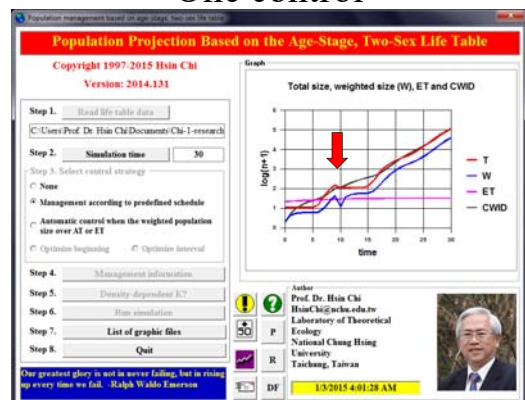 One control
Population management based on age-stage, two-sex life table
Population Projection Based on the Age-Stage, Two-Sex Life Table
Copyright 1997-2015 Hsin Chi
Version: 2014.131
Step 1. Read life table data
C:\Users\Prof. Dr. Hsin Chi\Documents\Chi-1-research
Step 2. Simulation time 30
Step 3. Select control strategy
None
Management according to predefined schedule
Automatic control when the weighted population
size over AT or ET
Optimize beginning Optimize interval
Step 4. Management information
Step 5. Density-dependent K?
Step 6. Run simulation
Step 7. List of graphic files
Step 8. Quit
Our greatest glory is not in never failing, but in rising
up every time we fail. -Ralph Waldo Emerson
Graph
Total size, weighted size (W), ET and CWID
log(n+1)
6
5
4
3
2
1
0
0 5 10 15 20 25 30
time
T
W
ET
CWID
P
R
DF
Author
Prof. Dr. Hsin Chi
HsinChi@nchu.edu.tw
Laboratory of Theoretical
Ecology
National Chung Hsing
University
Taichung, Taiwan
1/3/2015 4:01:28 AM